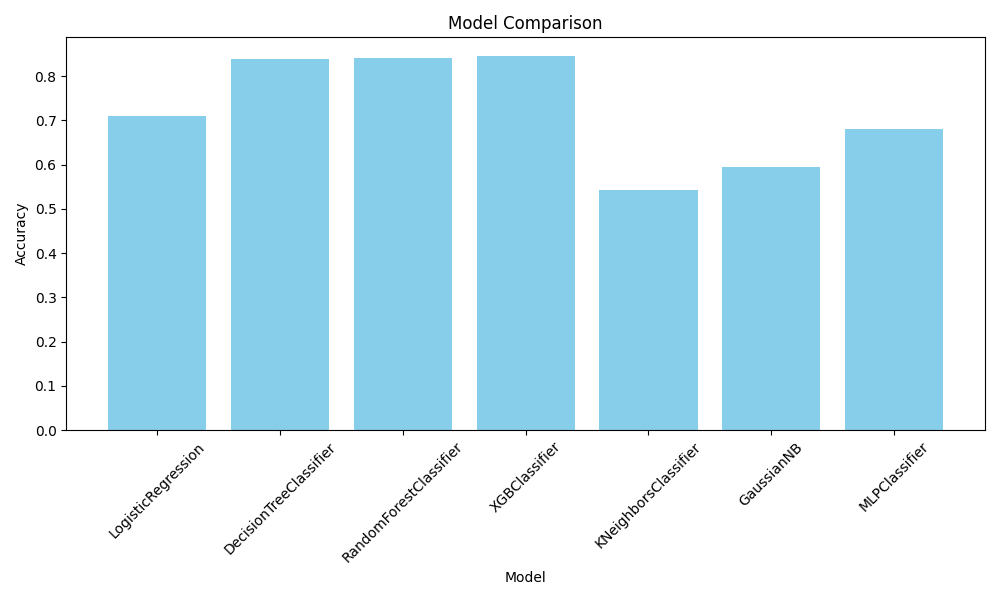 Model Comparison
Accuracy
0.8
0.7
0.6
0.5
0.4
0.3
0.2
0.1
0.0
LogisticRegression
DecisionTreeClassifier
RandomForestClassifier
XGBClassifier
KNeighborsClassifier
GaussianNB
MLPClassifier
Model